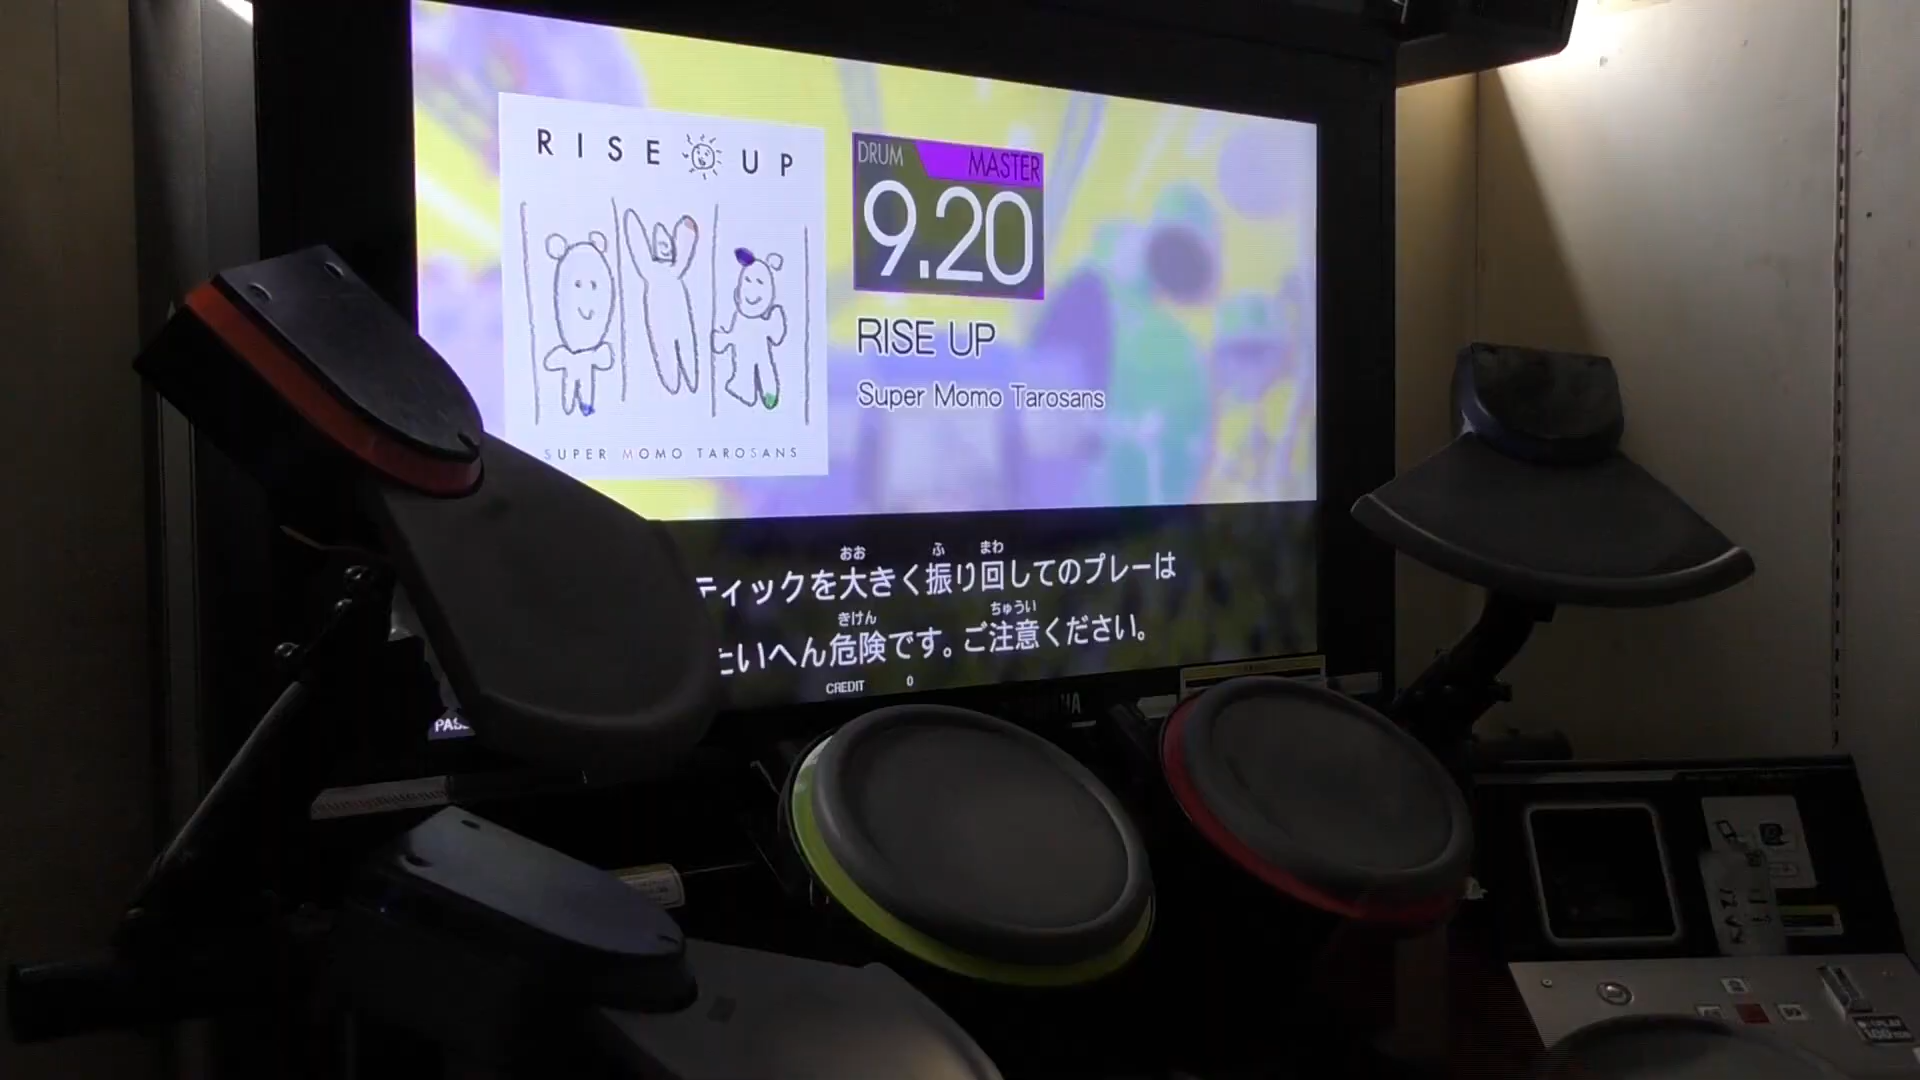 RISE UP
SUPER MOMO TAROSANS
DRUM
MASTER
9.20
RISE UP
Super Momo Tarosans
おお ふ まわ
ティックを大きく振り回してのプレーは
きけん ちゅうい
たいへん危険です。ご注意ください。
CREDIT 0